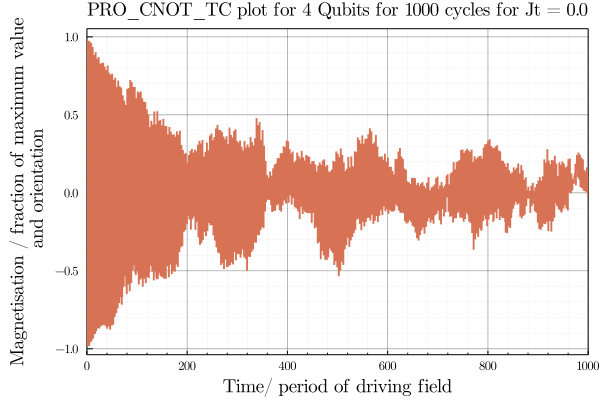 PRO_CNOT_TC plot for 4 Qubits for 1000 cycles for Jt = 0.0
Magnetisation / fraction of maximum value
and orientation
1.0
0.5
0.0
−0.5
−1.0
0 200 400 600 800 1000
Time/ period of driving field